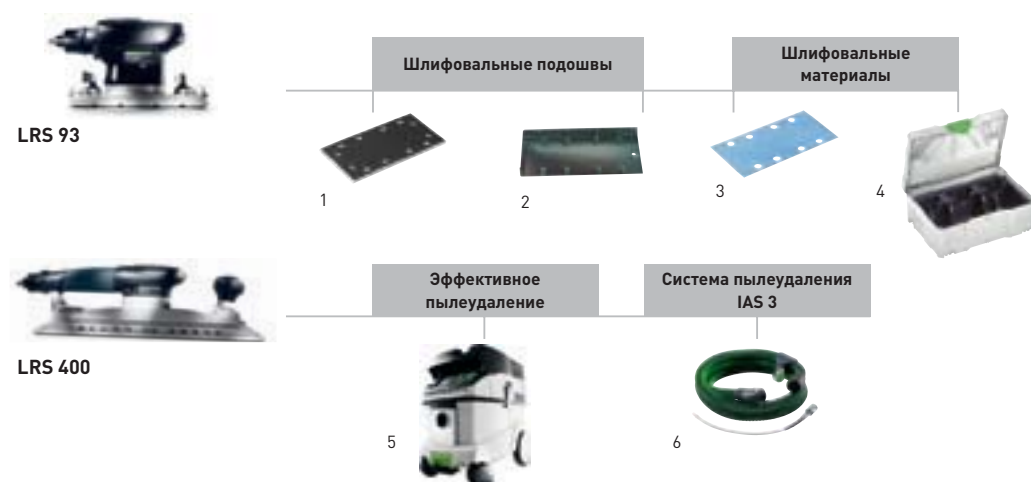 Шлифовальные подошвы
Шлифовальные
материалы
LRS 93
1
2
3
4
Эффективное
пылеудаление
Система пылеудаления
IAS 3
LRS 400
5
6